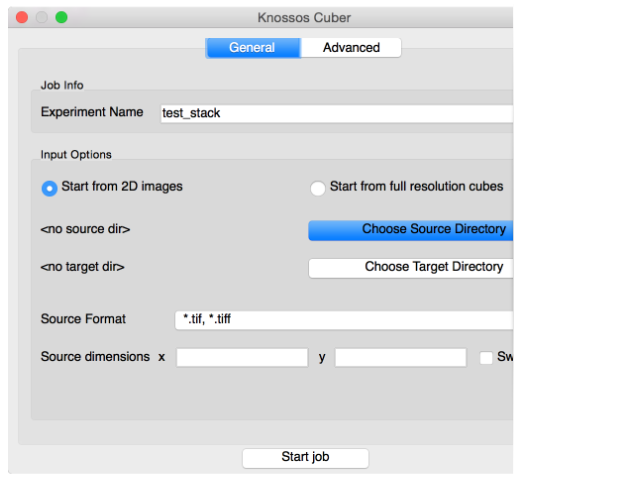 Knossos Cuber
General Advanced
Job Info
Experiment Name test_stack
Input Options
Start from 2D images Start from full resolution cubes
<no source dir> Choose Source Directory
<no target dir> Choose Target Directory
Source Format *.tif, *.tiff
Source dimensions x y Sw
Start job